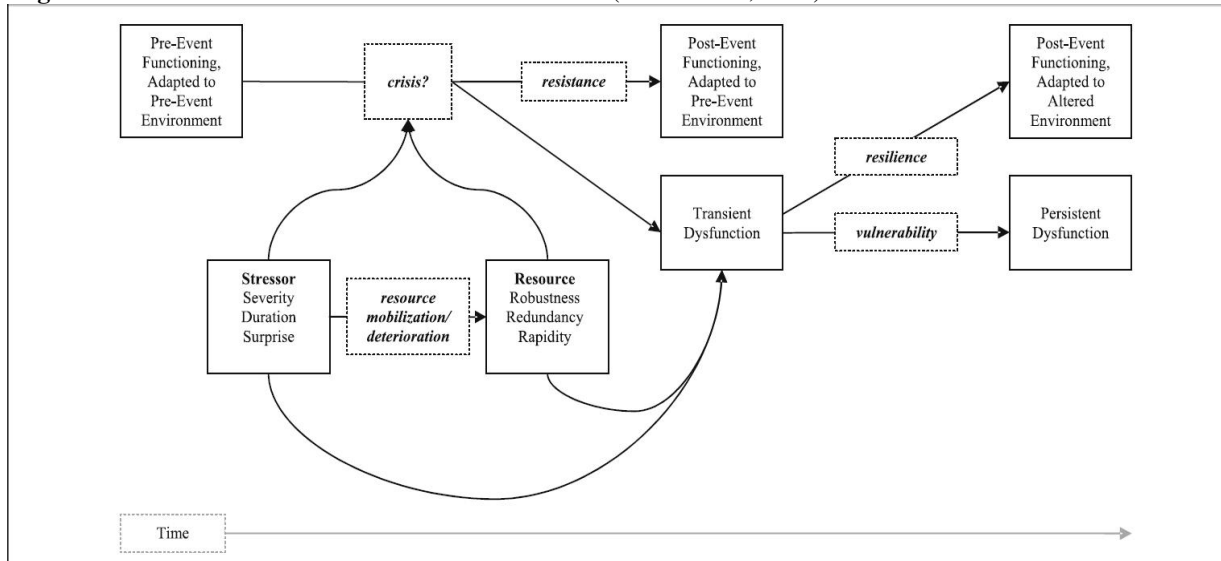 Pre-Event
Functioning,
Adapted to
Pre-Event
Environment
crisis?
resistance
Post-Event
Functioning,
Adapted to
Pre-Event
Environment
Post-Event
Functioning,
Adapted to
Altered
Environment
resilience
Transient
Dysfunction
vulnerability
Persistent
Dysfunction
Stressor
Severity
Duration
Surprise
resource
mobilization/
deterioration
Resource
Robustness
Redundancy
Rapidity
Time